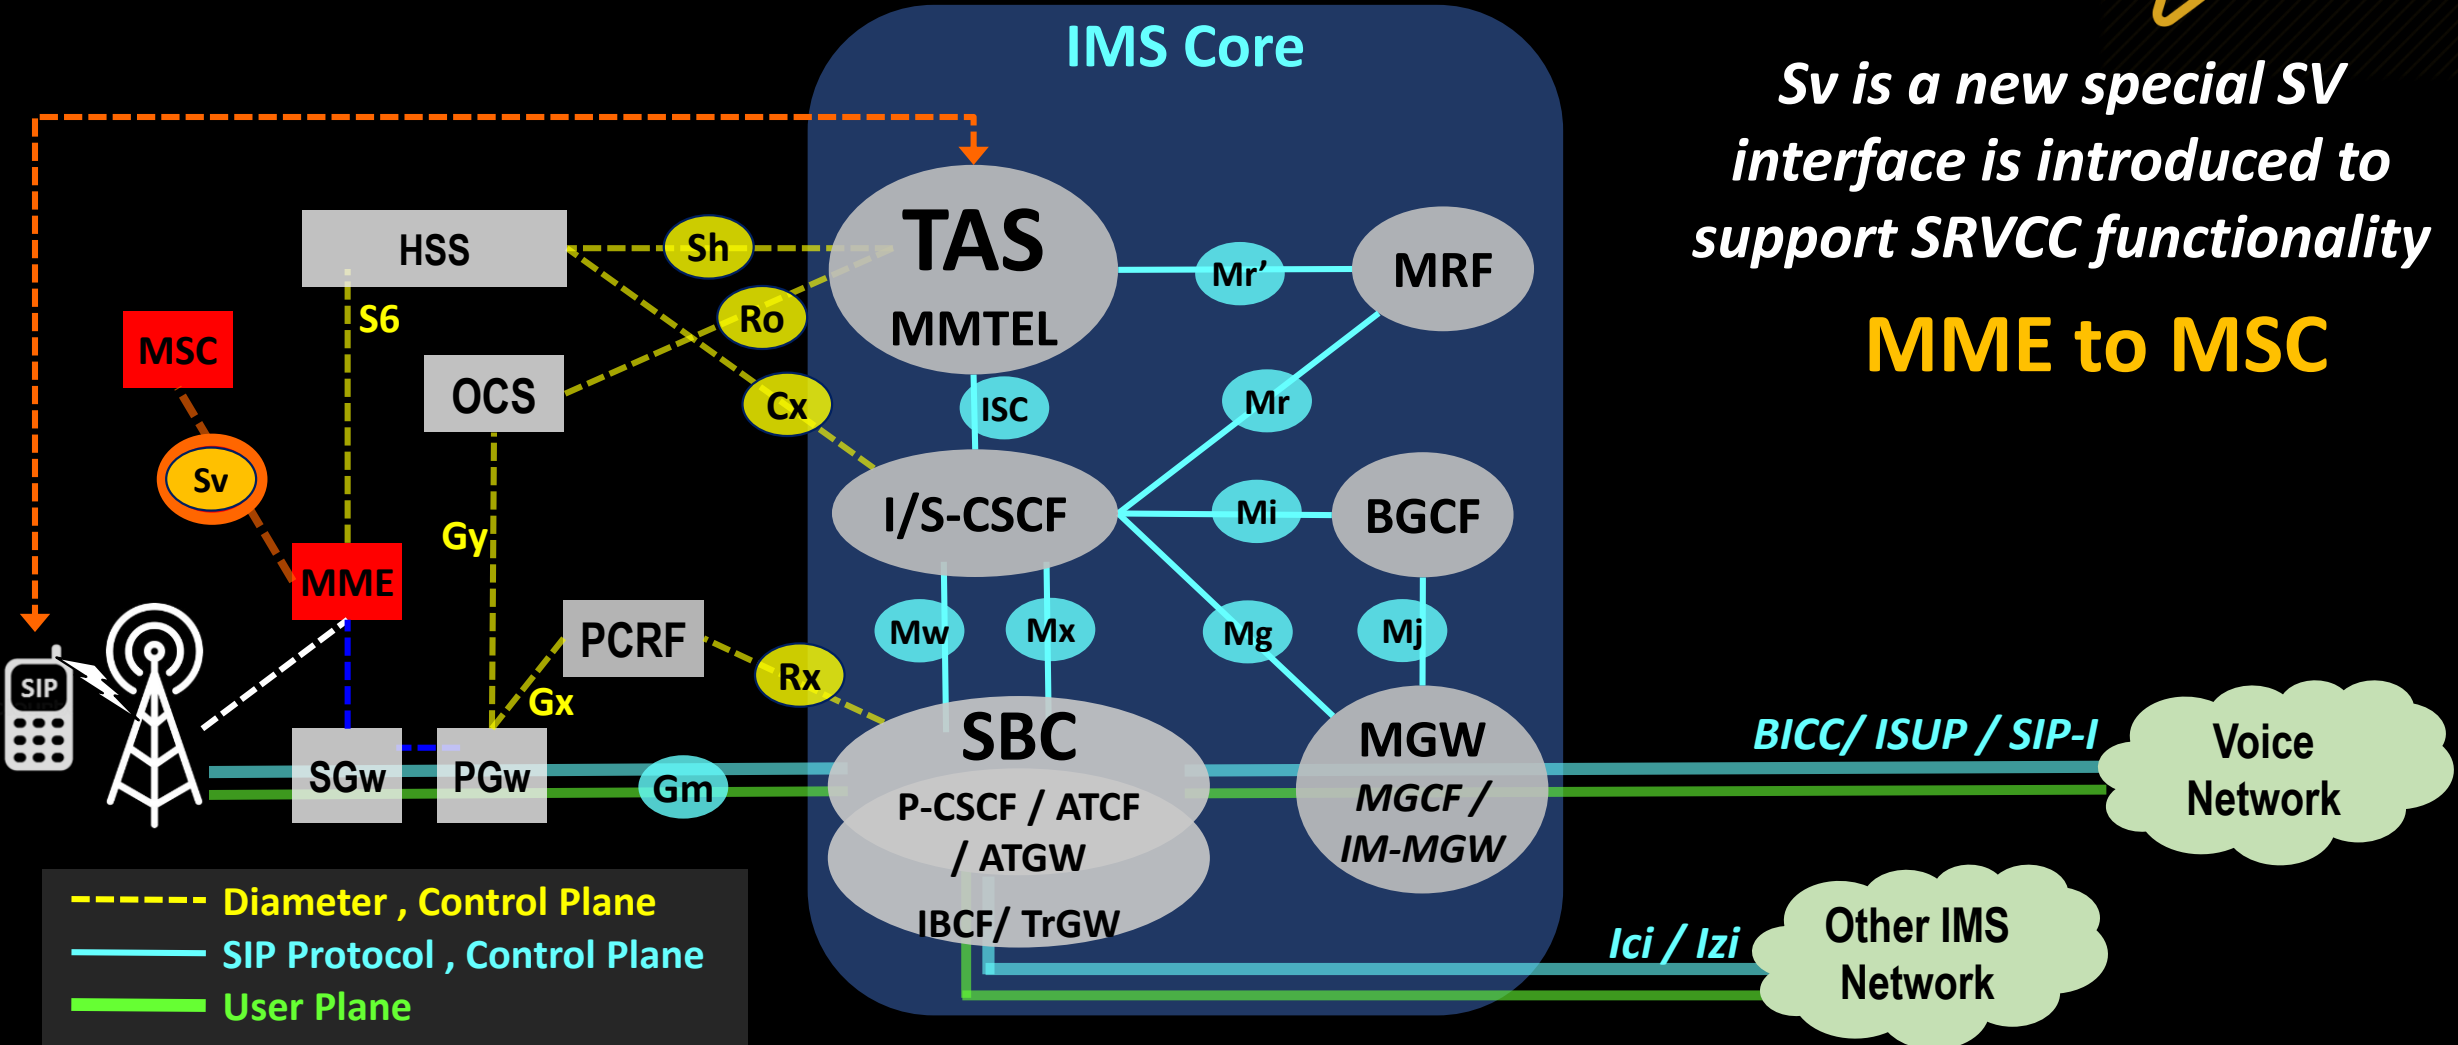 IMS Core
Sv is a new special SV
interface is introduced to
support SRVCC functionality
MME to MSC
HSS
Sh
TAS
MMTEL
Mr’
MRF
S6
Ro
MSC
OCS
Cx
ISC
Mr
Sv
I/S-CSCF
Mi
BGCF
Gy
MME
PCRF
Mw
Mx
Mg
Mj
Rx
Gx
SIP
SGw
PGw
Gm
SBC
P-CSCF / ATCF
/ ATGW
IBCF/ TrGW
MGW
MGCF /
IM-MGW
BICC/ ISUP / SIP-I
Voice
Network
Ici / Izi
Other IMS
Network
Diameter , Control Plane
SIP Protocol , Control Plane
User Plane